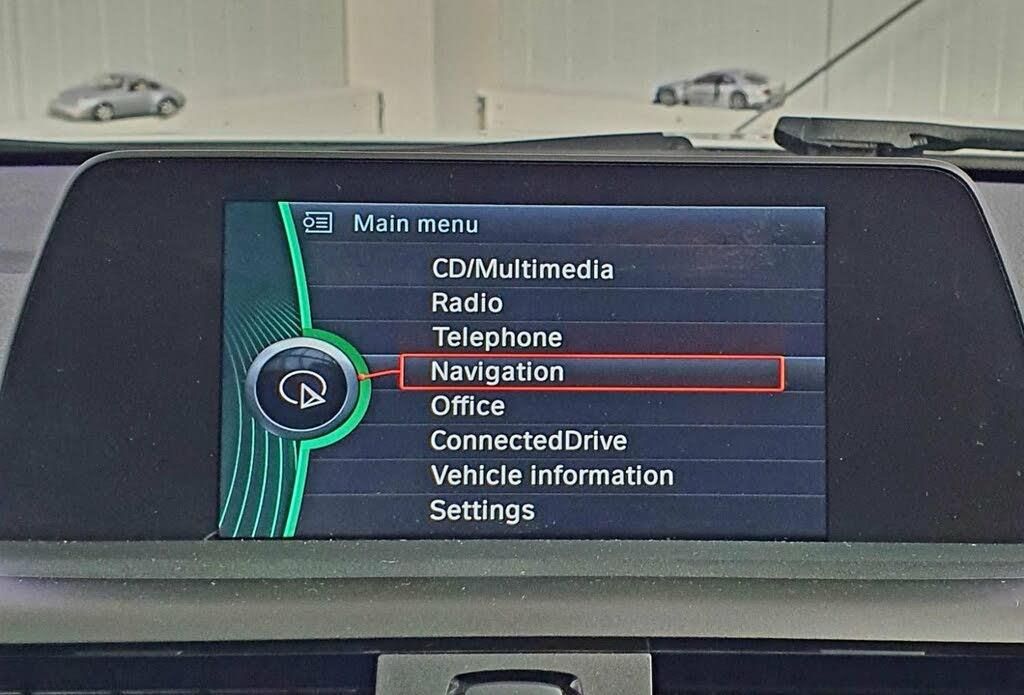 Main menu
CD/Multimedia
Radio
Telephone
Navigation
Office
ConnectedDrive
Vehicle information
Settings